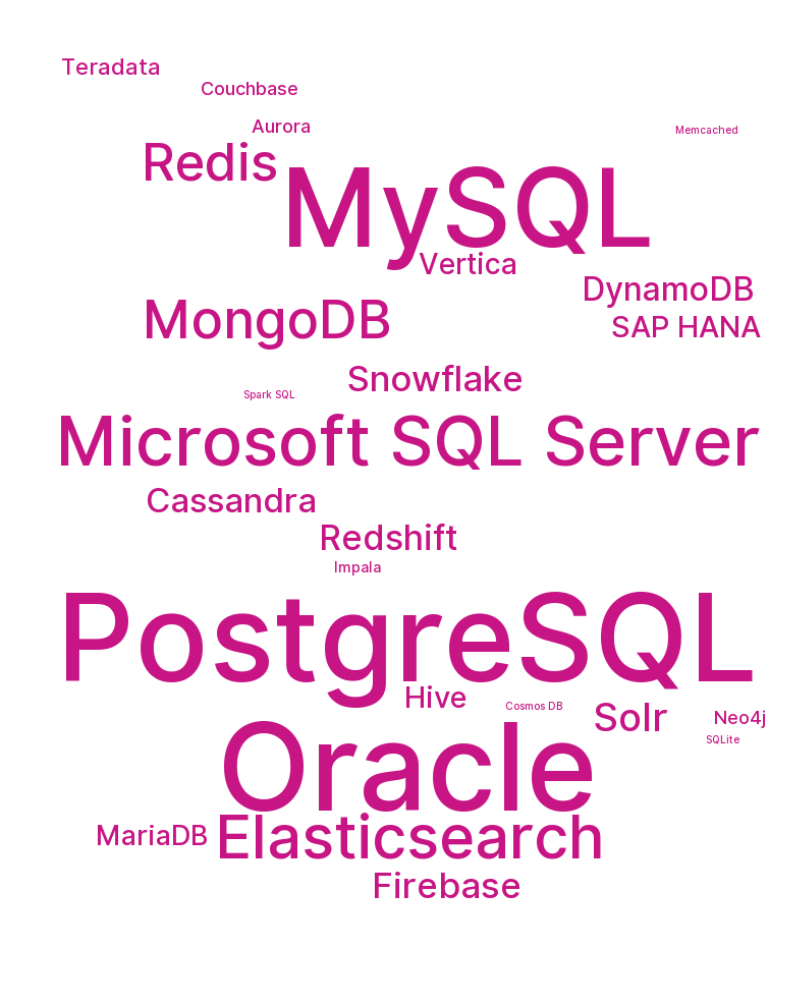 Teradata
Couchbase
Aurora
Memcached
Redis
MySQL
Vertica
DynamoDB
MongoDB
SAP HANA
Snowflake
Spark SQL
Microsoft SQL Server
Cassandra
Redshift
Impala
PostgreSQL
Hive
Cosmos DB
Solr
Neo4j
SQLite
Oracle
MariaDB
Elasticsearch
Firebase